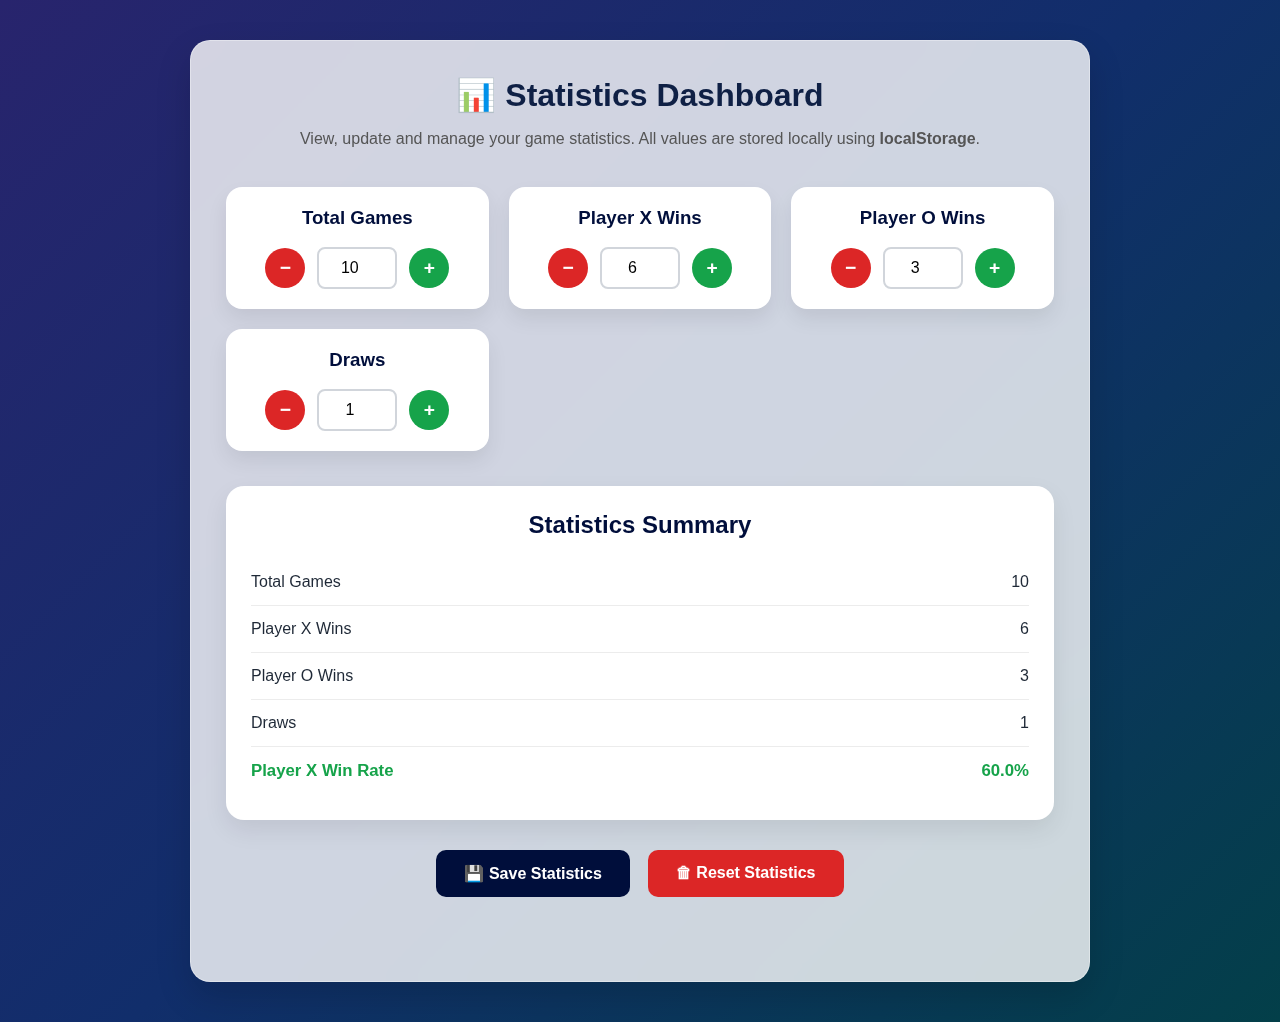 📊 Statistics Dashboard
View, update and manage your game statistics. All values are stored locally using localStorage.
Total Games
− 10 +
Player X Wins
− 6 +
Player O Wins
− 3 +
Draws
− 1 +
Statistics Summary
Total Games 10
Player X Wins 6
Player O Wins 3
Draws 1
Player X Win Rate 60.0%
💾 Save Statistics
🗑 Reset Statistics